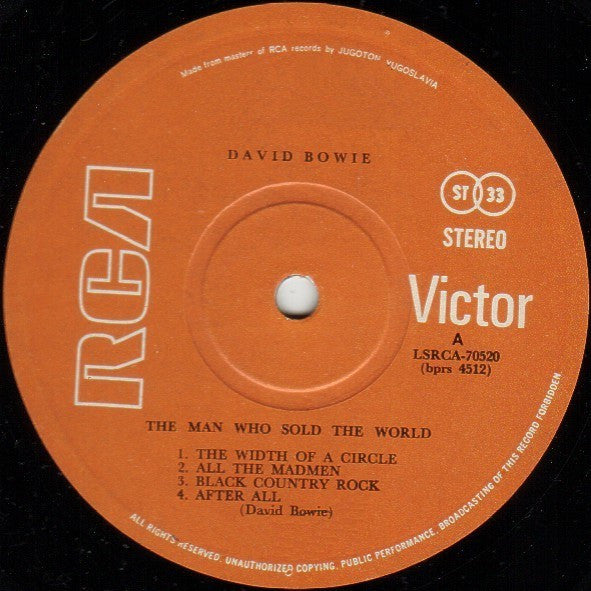 Made from masters of RCA records by JUGOTON YUGOSLAVIA
DAVID BOWIE
RCA
ST 33
STEREO
Victor
A
LSRCA-70520
(bprs 4512)
THE MAN WHO SOLD THE WORLD
1. THE WIDTH OF A CIRCLE
2. ALL THE MADMEN
3. BLACK COUNTRY ROCK
4. AFTER ALL
(David Bowie)
ALL RIGHTS RESERVED. UNAUTHORIZED COPYING, PUBLIC PERFORMANCE, BROADCASTING OF THIS RECORD FORBIDDEN